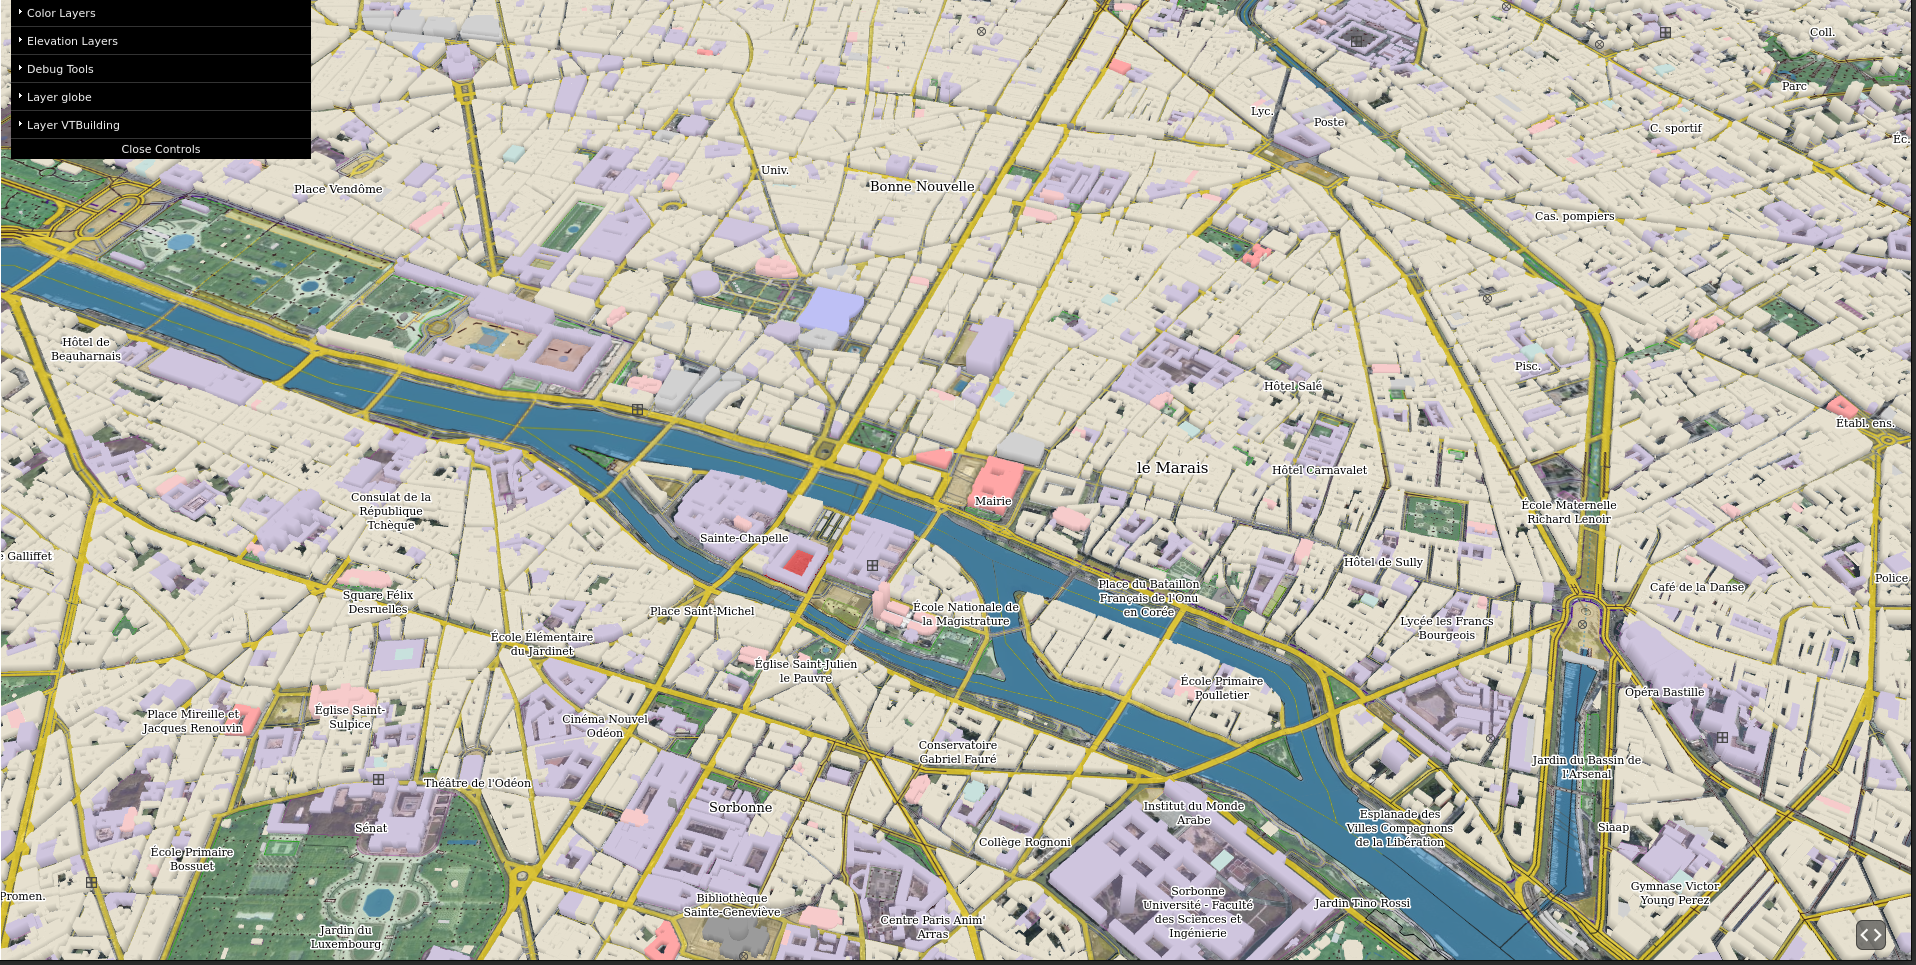 Color Layers
Elevation Layers
Debug Tools
Layer globe
Layer VTBuilding
Close Controls
Coll.
Parc
Lyc.
Poste
C. sportif
Éc.
Univ.
Place Vendôme
Bonne Nouvelle
Cas. pompiers
Hôtel de
Beauharnais
Pisc.
Hôtel Salé
Établ. ens.
le Marais
Hôtel Carnavalet
Consulat de la
République
Tchèque
Mairie
École Maternelle
Richard Lenoir
Sainte-Chapelle
e Galliffet
Hôtel de Sully
Police
Place du Bataillon
Français de l'Onu
en Corée
Café de la Danse
Square Félix
Desruelles
Place Saint-Michel
École Nationale de
la Magistrature
Lycée les Francs
Bourgeois
École Élémentaire
du Jardinet
Église Saint-Julien
le Pauvre
École Primaire
Poulletier
Opéra Bastille
Place Mireille et
Jacques Renouvin
Église Saint-
Sulpice
Cinéma Nouvel
Odéon
Conservatoire
Gabriel Fauré
Jardin du Bassin de
l'Arsenal
Théâtre de l'Odéon
Sorbonne
Institut du Monde
Arabe
Esplanade des
Villes Compagnons
de la Libération
Sénat
Siaap
Collège Rognoni
École Primaire
Bossuet
Promen.
Bibliothèque
Sainte-Geneviève
Sorbonne
Université - Faculté
des Sciences et
Ingénierie
Jardin Tino Rossi
Gymnase Victor
Young Perez
Centre Paris Anim'
Arras
Jardin du
Luxembourg